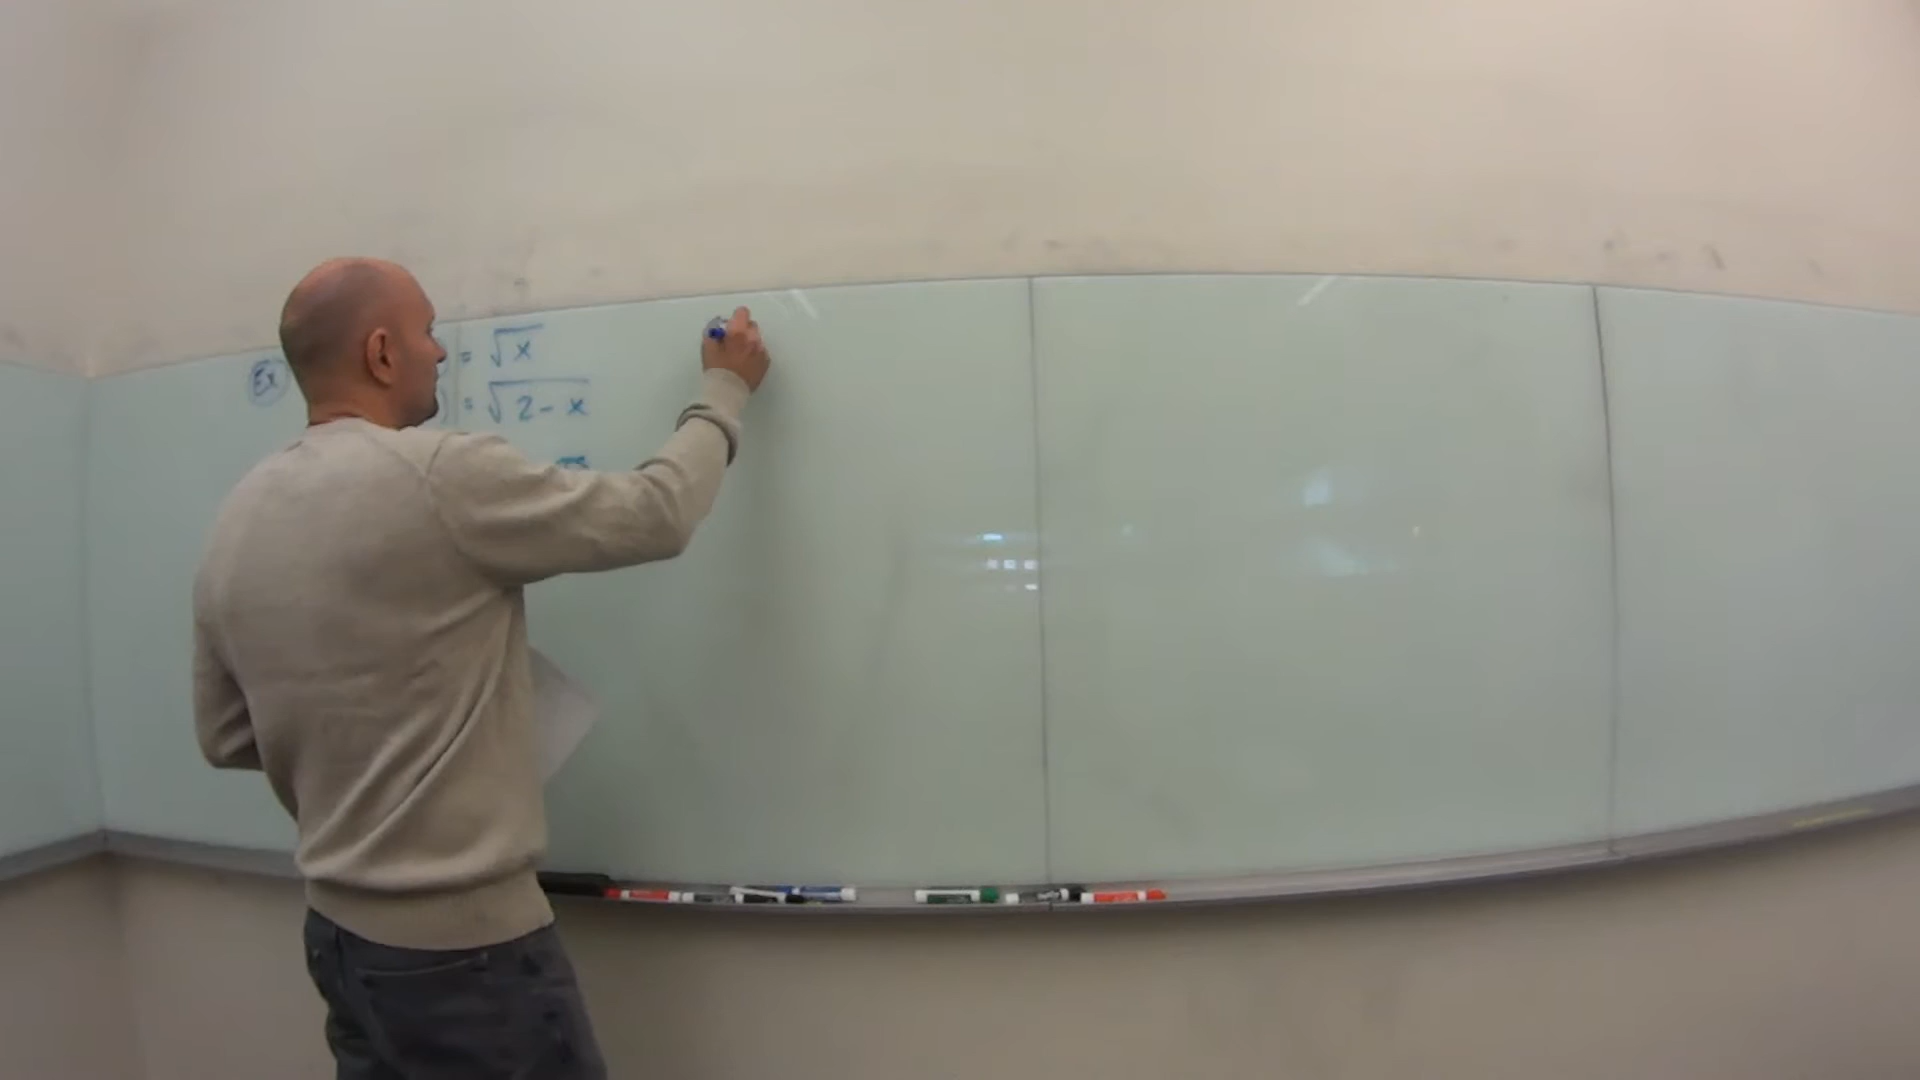 Ex = √x
) = √2-x